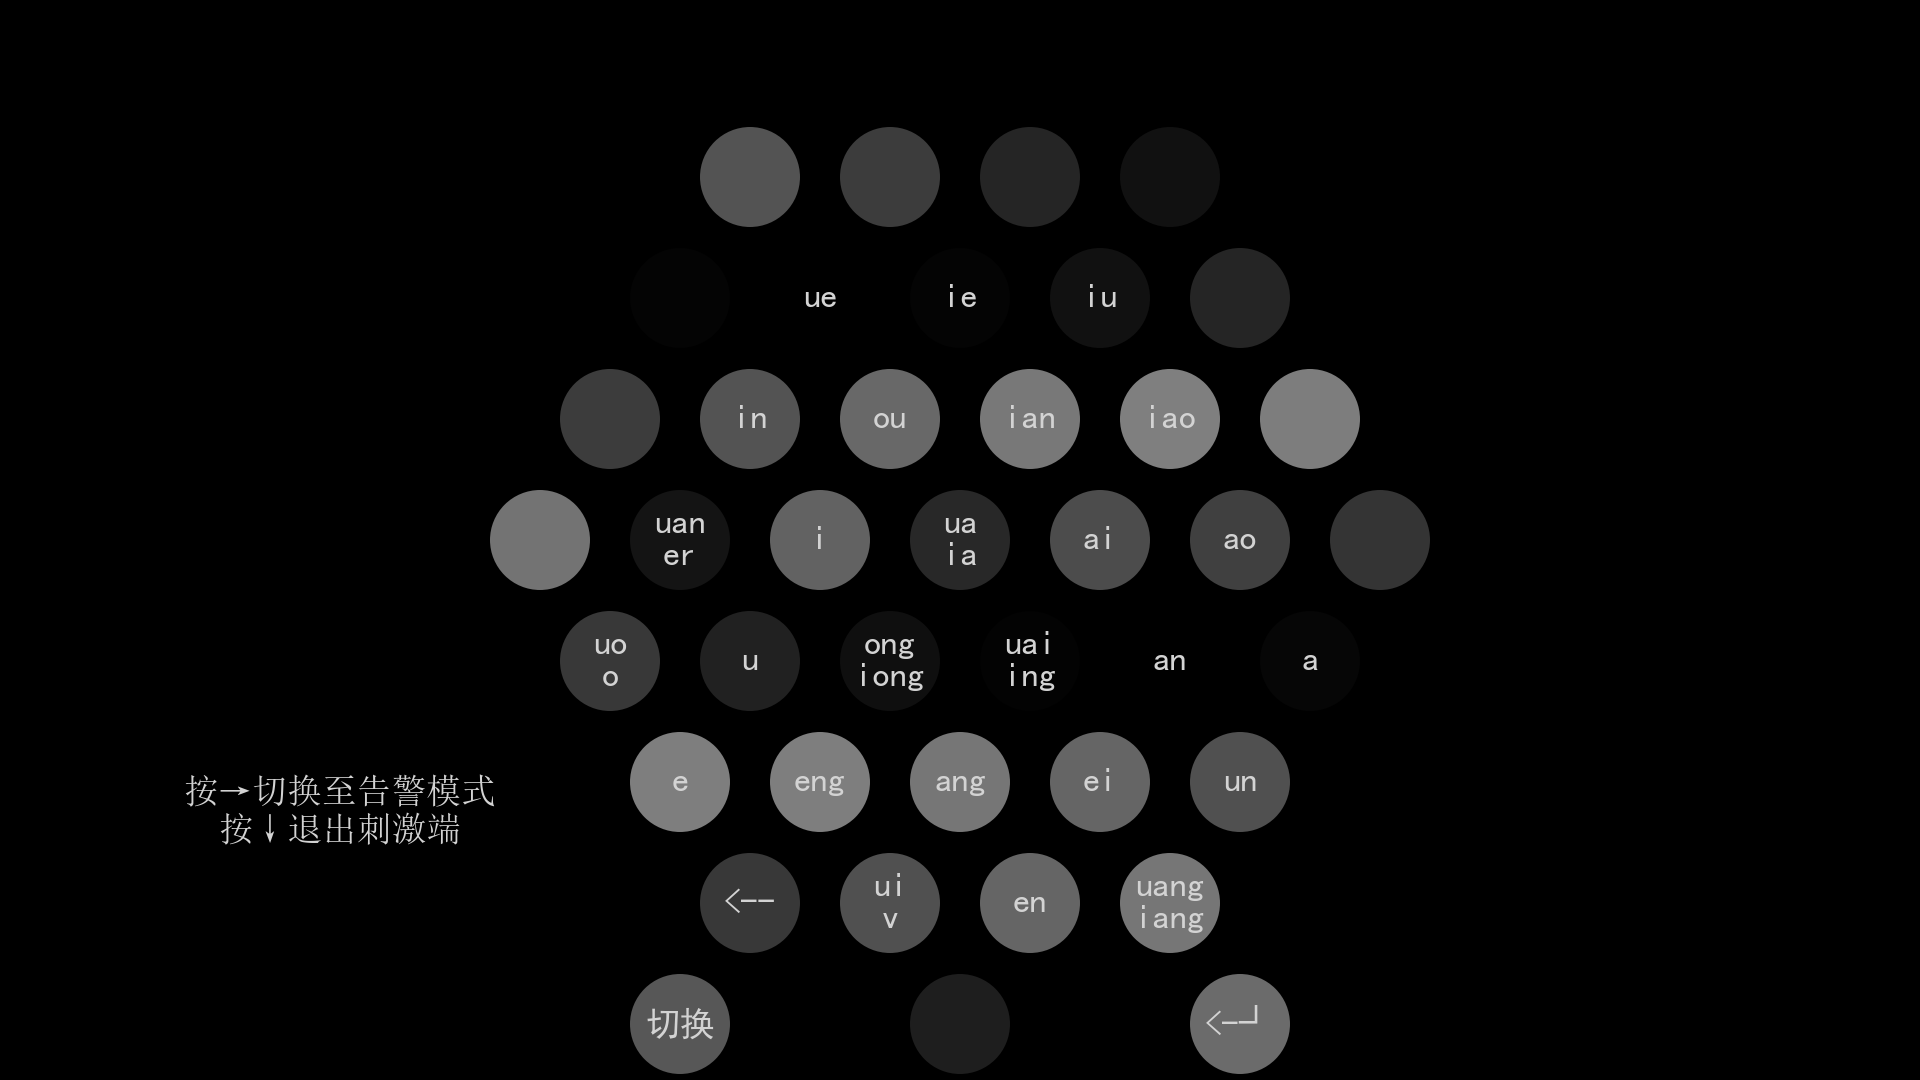 ue ie iu
in ou ian iao
uan
er
i
ua
ia
ai
ao
uo
o
u
ong
iong
uai
ing
an
a
e eng ang ei un
按→切换至告警模式
按↓退出刺激端
<--
ui
v
en
uang
iang
切换
<-┘